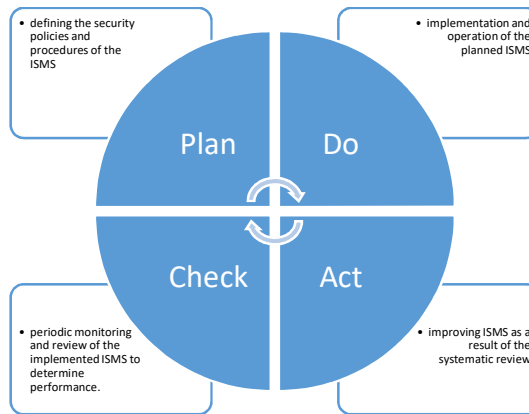 • defining the security
policies and
procedures of the
ISMS
• implementation and
operation of the
planned ISMS
Plan
Do
Check
Act
• periodic monitoring
and review of the
implemented ISMS to
determine
performance.
• improving ISMS as a
result of the
systematic review